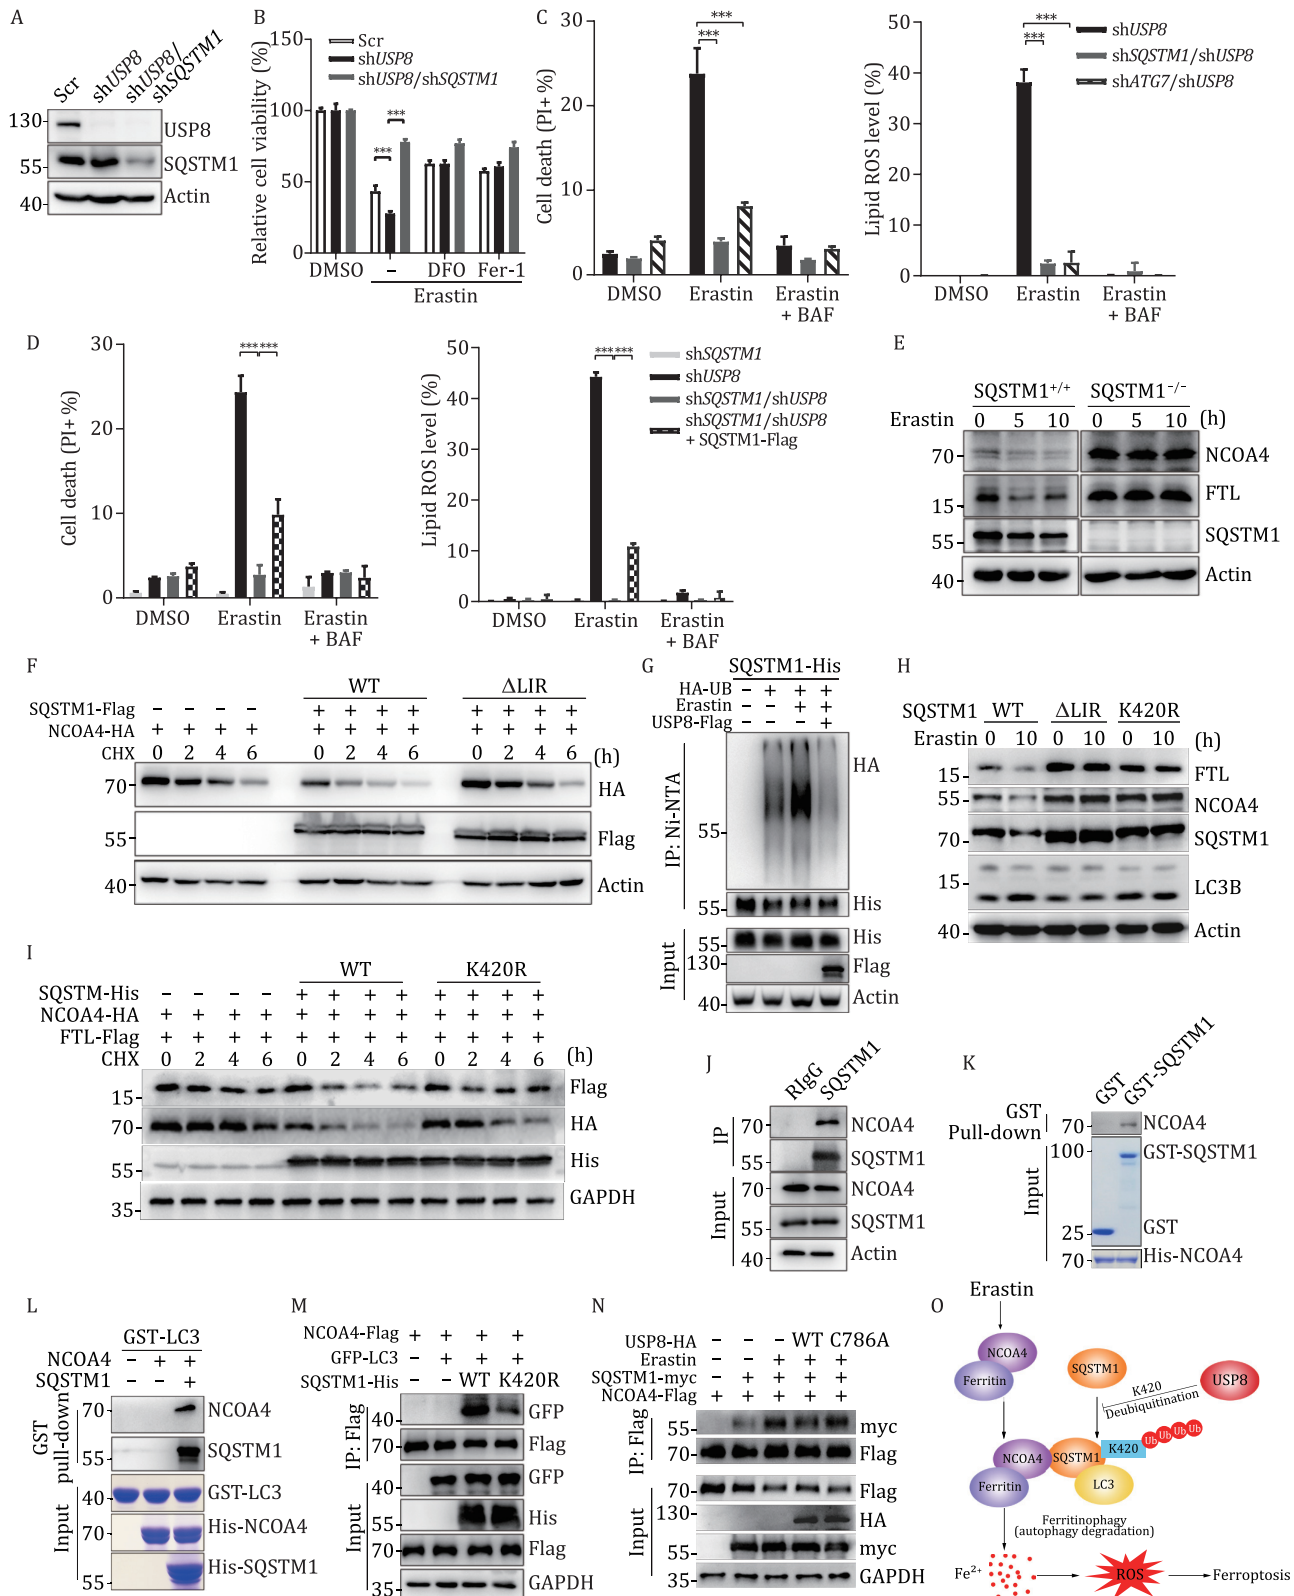 A
Scr
shUSP8
shUSP8/
shSQSTM1
130
USP8
55
SQSTM1
40
Actin
B
Relative cell viability (%)
150
100
50
0
Scr
shUSP8
shUSP8/shSQSTM1
***
***
DMSO
–
DFO
Fer-1
Erastin
C
Cell death (PI+ %)
30
20
10
0
***
***
DMSO
Erastin
Erastin
+ BAF
Lipid ROS level (%)
50
40
30
20
10
0
***
***
shUSP8
shSQSTM1/shUSP8
shATG7/shUSP8
DMSO
Erastin
Erastin
+ BAF
D
Cell death (PI+ %)
30
20
10
0
*** ***
DMSO
Erastin
Erastin
+ BAF
Lipid ROS level (%)
50
40
30
20
10
0
*** ***
shSQSTM1
shUSP8
shSQSTM1/shUSP8
shSQSTM1/shUSP8
+ SQSTM1-Flag
DMSO
Erastin
Erastin
+ BAF
E
SQSTM1+/+ SQSTM1−/−
Erastin 0 5 10 0 5 10 (h)
70 NCOA4
15 FTL
55 SQSTM1
40 Actin
F
WT ΔLIR
SQSTM1-Flag – – – – + + + + + + + +
NCOA4-HA + + + + + + + + + + + +
CHX 0 2 4 6 0 2 4 6 0 2 4 6 (h)
70 HA
55 Flag
40 Actin
G
SQSTM1-His
HA-UB – + + +
Erastin – – + +
USP8-Flag – – – +
IP: Ni-NTA
HA
55
55 His
Input
55 His
130 Flag
40 Actin
H
SQSTM1 WT ΔLIR K420R
Erastin 0 10 0 10 0 10 (h)
15 FTL
55 NCOA4
70 SQSTM1
15 LC3B
40 Actin
I
WT K420R
SQSTM-His – – – – + + + + + + + +
NCOA4-HA + + + + + + + + + + + +
FTL-Flag + + + + + + + + + + + +
CHX 0 2 4 6 0 2 4 6 0 2 4 6 (h)
15 Flag
70 HA
55 His
35 GAPDH
J
RIgG
SQSTM1
IP
70 NCOA4
55 SQSTM1
Input
70 NCOA4
55 SQSTM1
40 Actin
K
GST
GST-SQSTM1
GST
Pull-down
70 NCOA4
Input
100 GST-SQSTM1
25 GST
70 His-NCOA4
L
GST-LC3
NCOA4 – + +
SQSTM1 – – +
GST
pull-down
70 NCOA4
55 SQSTM1
Input
40 GST-LC3
70 His-NCOA4
55 His-SQSTM1
M
NCOA4-Flag + + + +
GFP-LC3 – + + +
SQSTM1-His – – WT K420R
IP: Flag
40 GFP
70 Flag
Input
40 GFP
55 His
70 Flag
35 GAPDH
N
USP8-HA – – – WT C786A
Erastin – – + + +
SQSTM1-myc – + + + +
NCOA4-Flag + + + + +
IP: Flag
55 myc
70 Flag
Input
70 Flag
130 HA
55 myc
35 GAPDH
O
Erastin
NCOA4
Ferritin
SQSTM1
USP8
K420
Deubiquitination
NCOA4
SQSTM1
K420
Ub Ub Ub Ub
Ferritin
LC3
Ferritinophagy
(autophagy degradation)
Fe2+
ROS
Ferroptosis